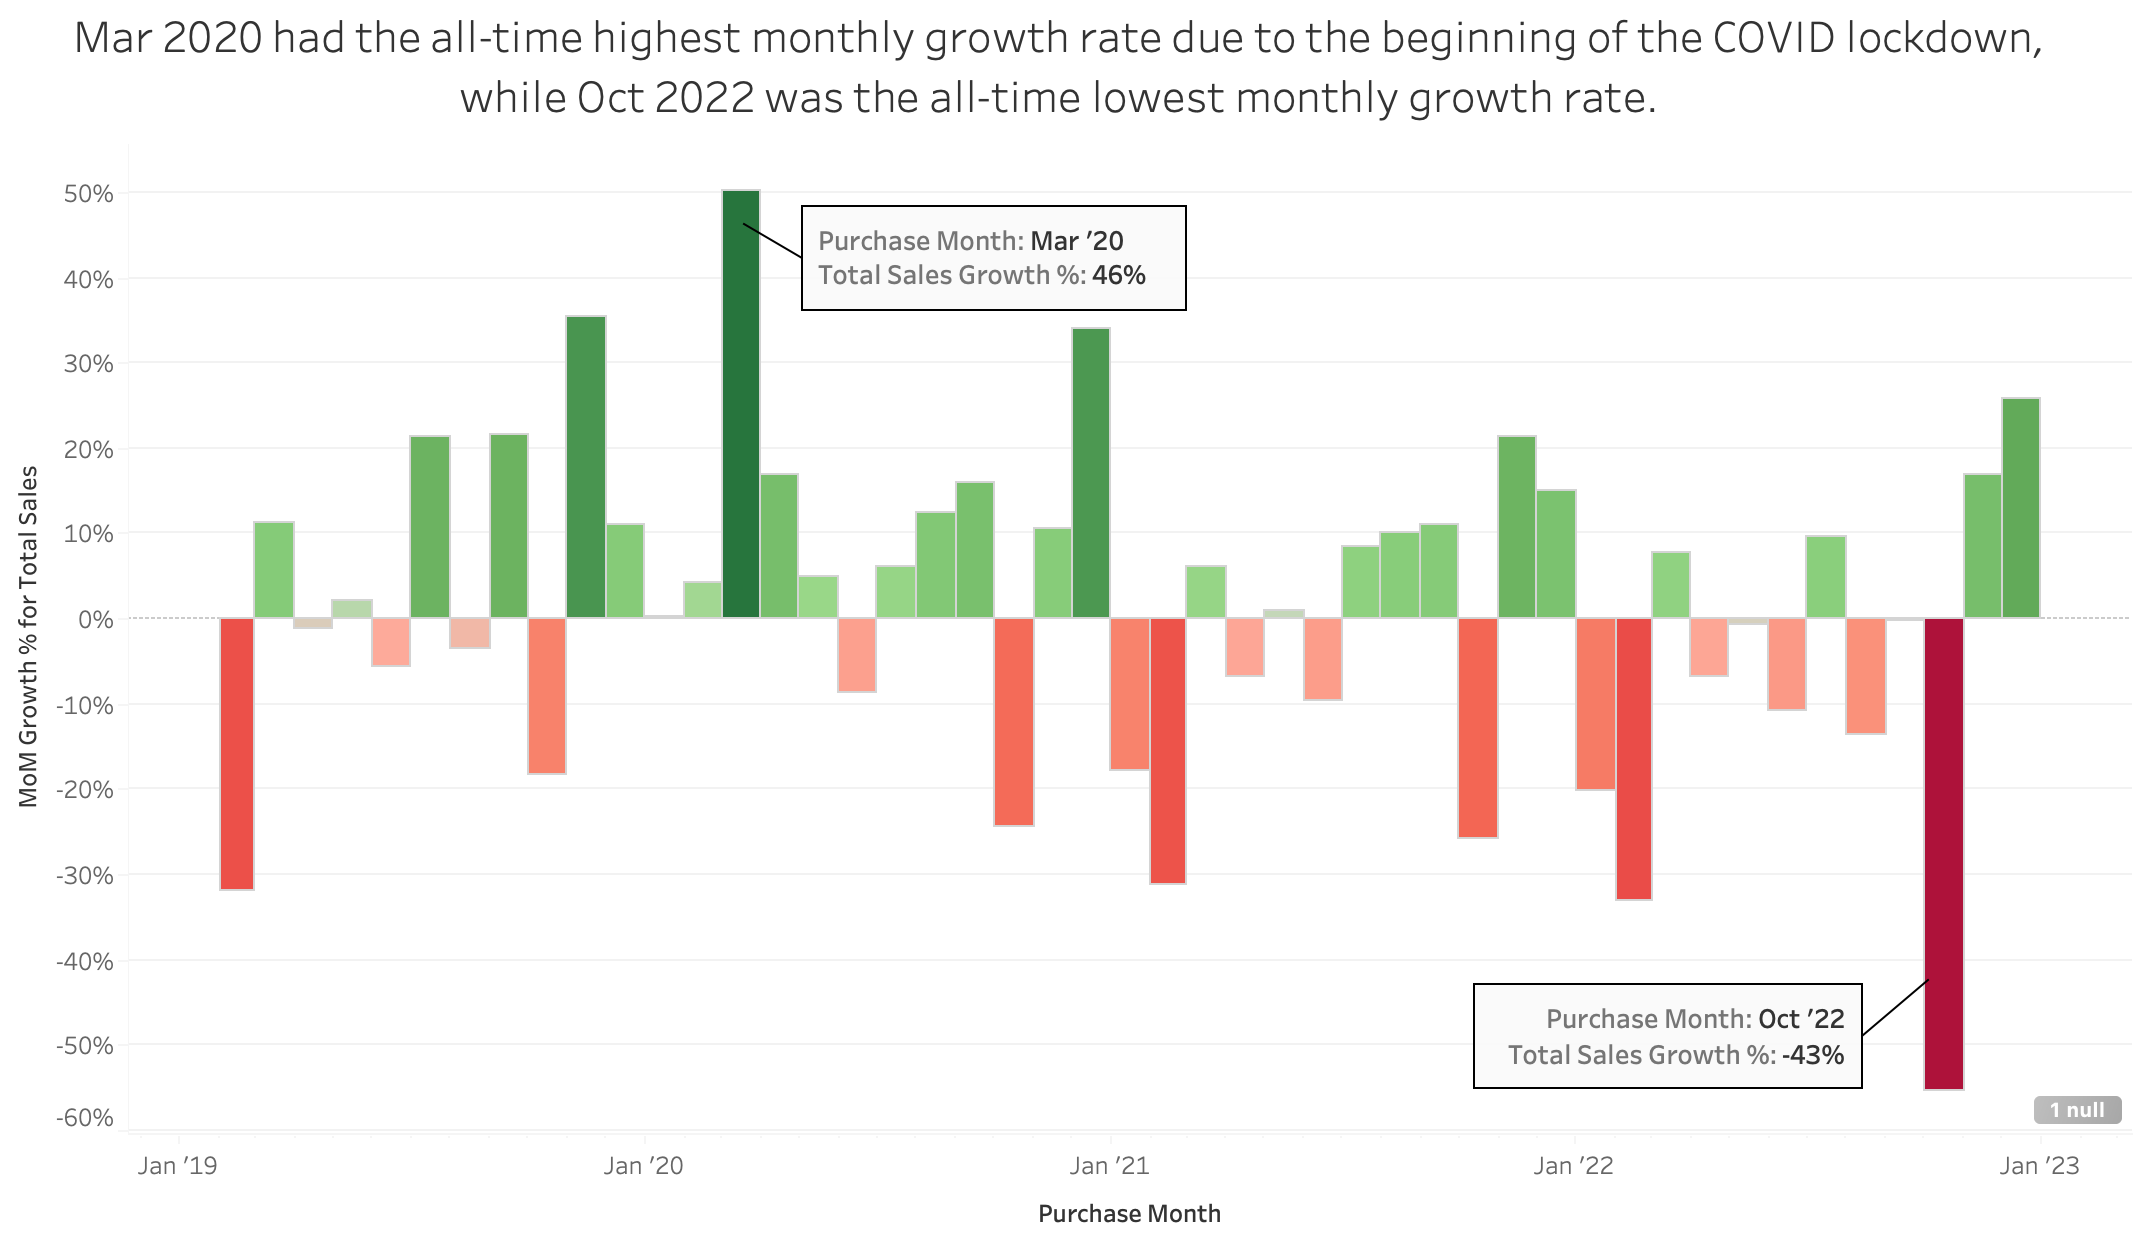 Mar 2020 had the all-time highest monthly growth rate due to the beginning of the COVID lockdown,
while Oct 2022 was the all-time lowest monthly growth rate.
MoM Growth % for Total Sales
50%
40%
30%
20%
10%
0%
-10%
-20%
-30%
-40%
-50%
-60%
Purchase Month: Mar ’20
Total Sales Growth %: 46%
Purchase Month: Oct ’22
Total Sales Growth %: -43%
1 null
Jan ’19
Jan ’20
Jan ’21
Jan ’22
Jan ’23
Purchase Month